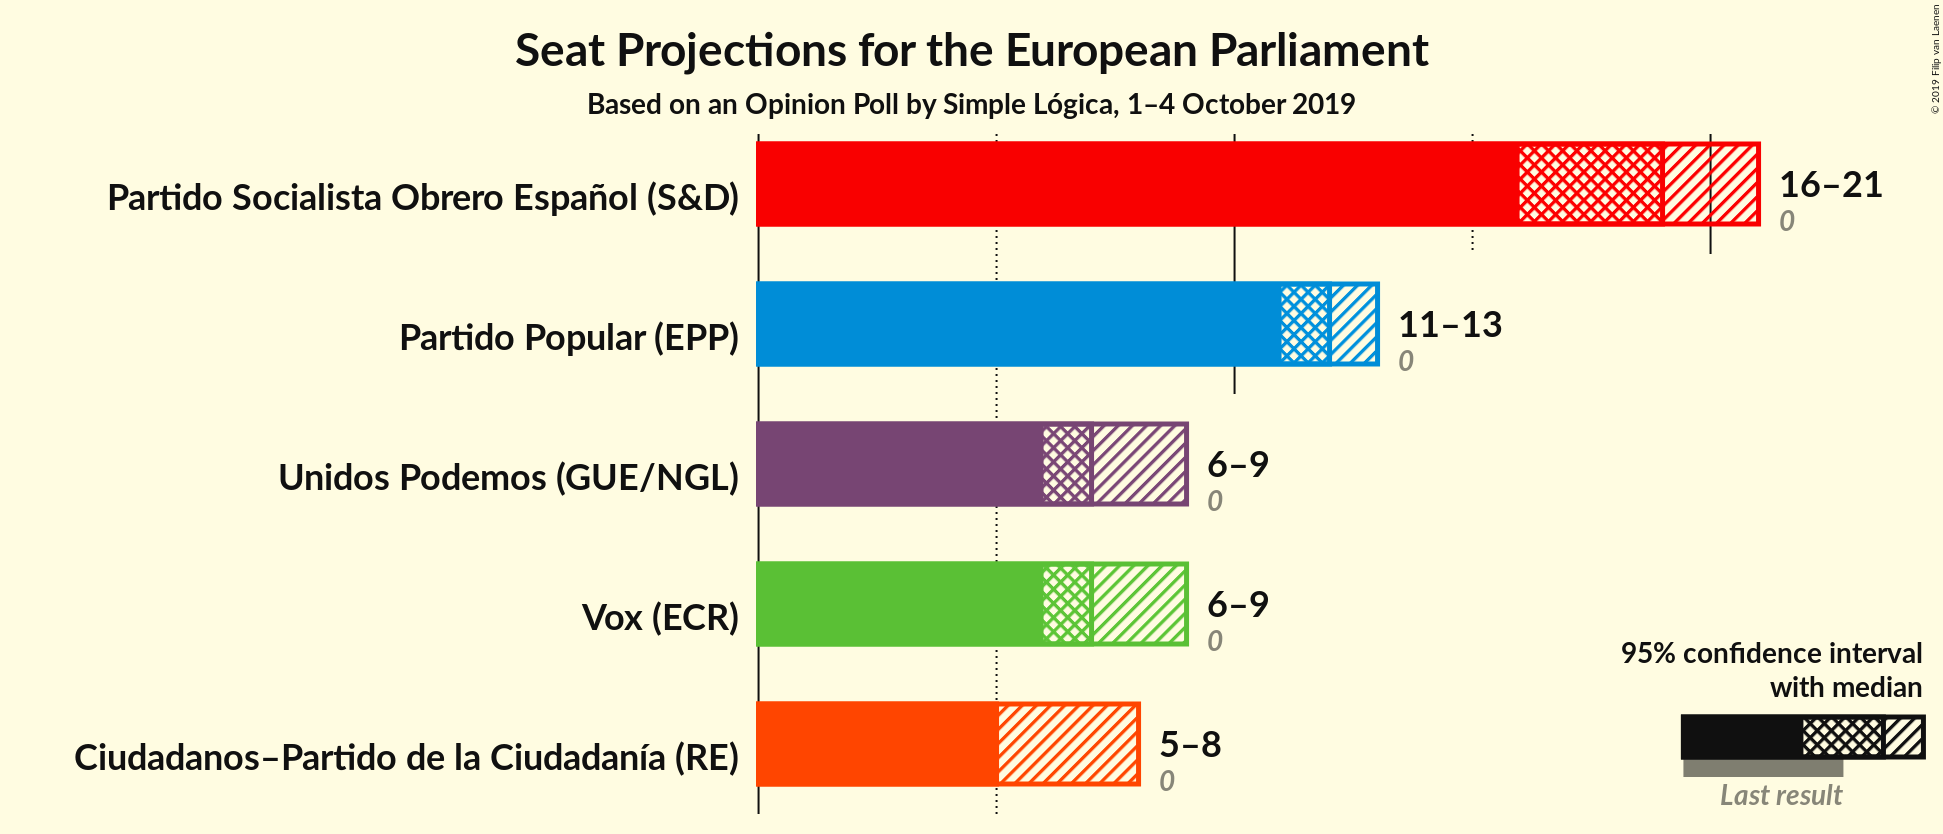 Seat Projections for the European Parliament
Based on an Opinion Poll by Simple Lógica, 1–4 October 2019
© 2019 Filip van Laenen
Partido Socialista Obrero Español (S&D)
16–21
0
Partido Popular (EPP)
11–13
0
Unidos Podemos (GUE/NGL)
6–9
0
Vox (ECR)
6–9
0
Ciudadanos–Partido de la Ciudadanía (RE)
5–8
0
95% confidence interval
with median
Last result